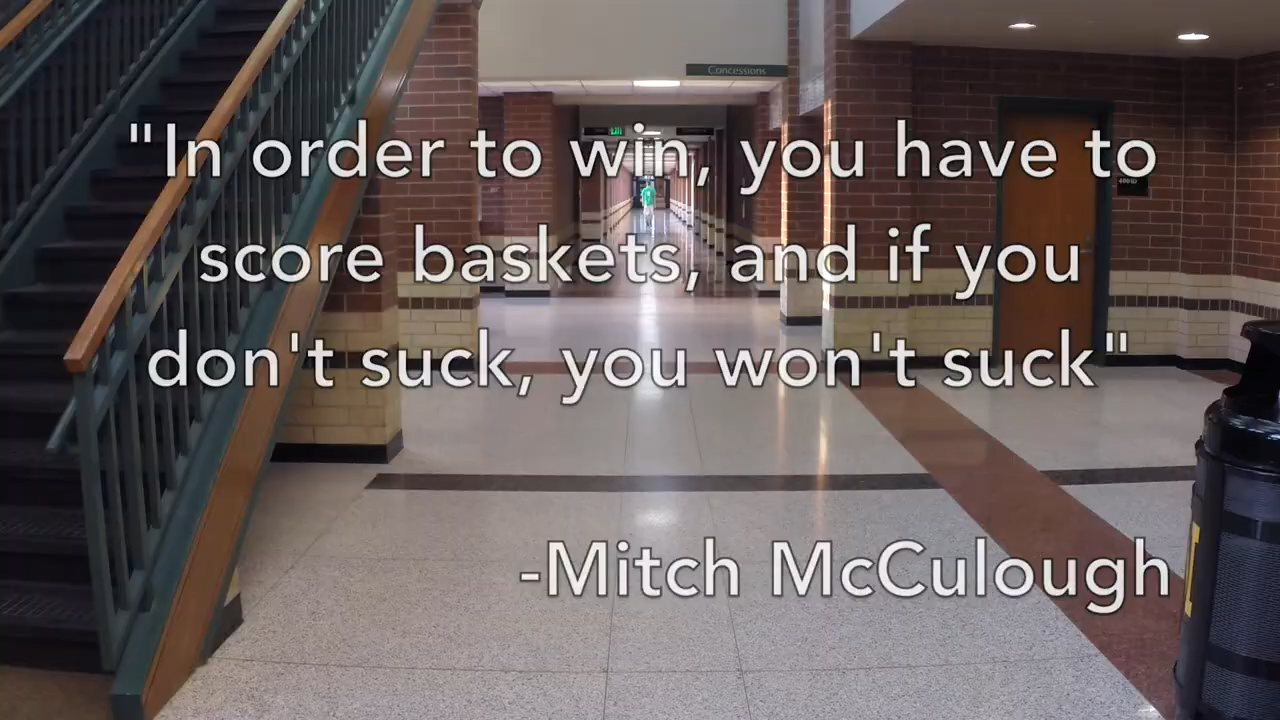 Concessions
EXIT
"In order to win, you have to
score baskets, and if you
don't suck, you won't suck"
-Mitch McCulough